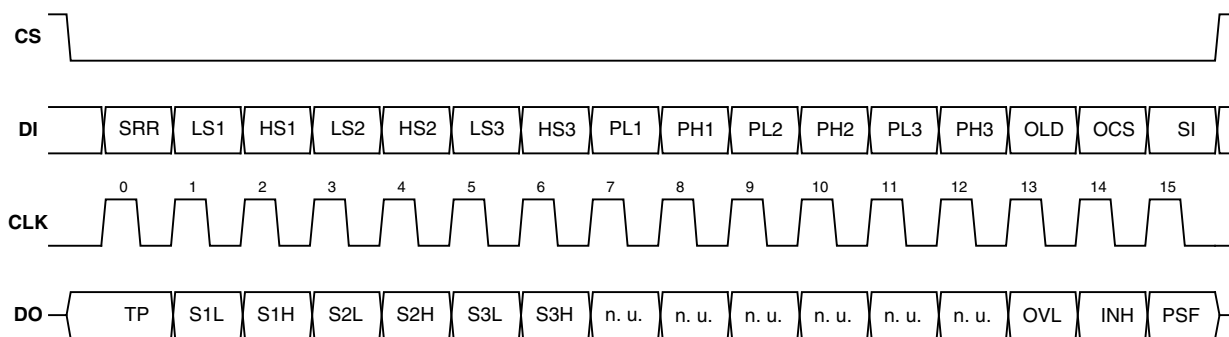 CS
DI SRR LS1 HS1 LS2 HS2 LS3 HS3 PL1 PH1 PL2 PH2 PL3 PH3 OLD OCS SI
0 1 2 3 4 5 6 7 8 9 10 11 12 13 14 15
CLK
DO TP S1L S1H S2L S2H S3L S3H n. u. n. u. n. u. n. u. n. u. n. u. OVL INH PSF